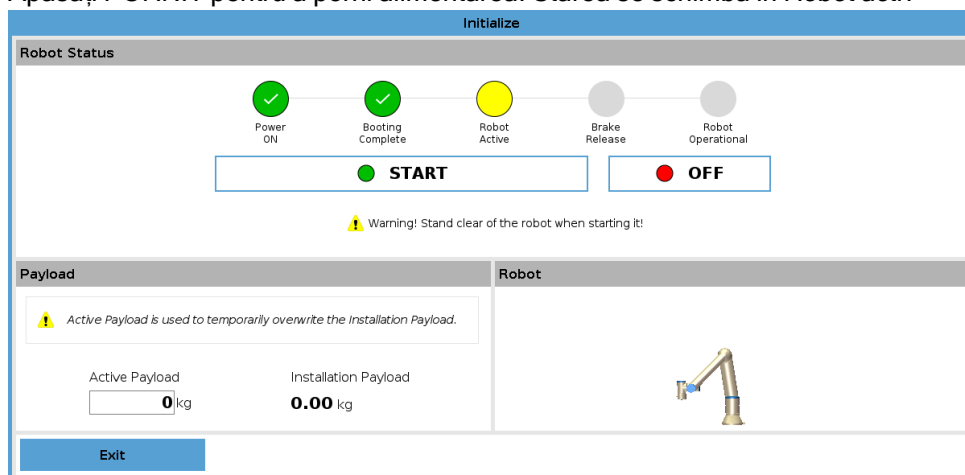 Initialize
Robot Status
Power ON
Booting Complete
Robot Active
Brake Release
Robot Operational
START
OFF
Warning! Stand clear of the robot when starting it!
Payload
Robot
Active Payload is used to temporarily overwrite the Installation Payload.
Active Payload
Installation Payload
0 kg
0.00 kg
Exit